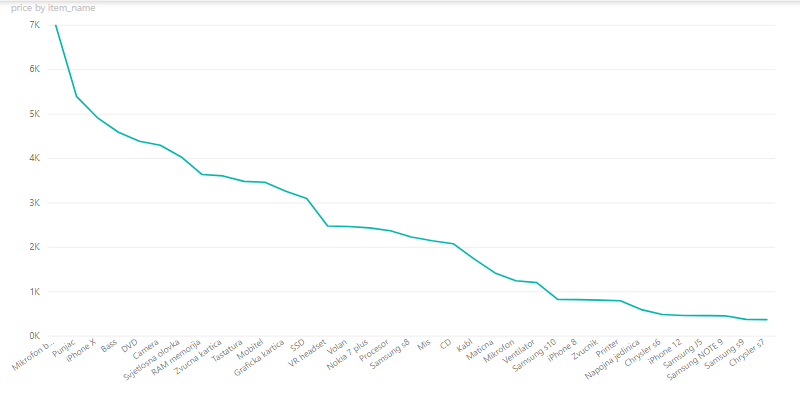 price by item_name
7K
6K
5K
4K
3K
2K
1K
0K
Mikrofon b...
Punjac
iPhone X
Bass
DVD
Camera
Svjetlosna olovka
RAM memorija
Zvucna kartica
Tastatura
Mobitel
Graficka kartica
SSD
VR headset
Volan
Nokia 7 plus
Procesor
Samsung s8
Mis
CD
Kabl
Maticna
Mikrofon
Ventilator
Samsung s10
iPhone 8
Zvucnik
Printer
Napojna jedinica
Chrysler s6
iPhone 12
Samsung J5
Samsung NOTE 9
Samsung s9
Chrysler s7